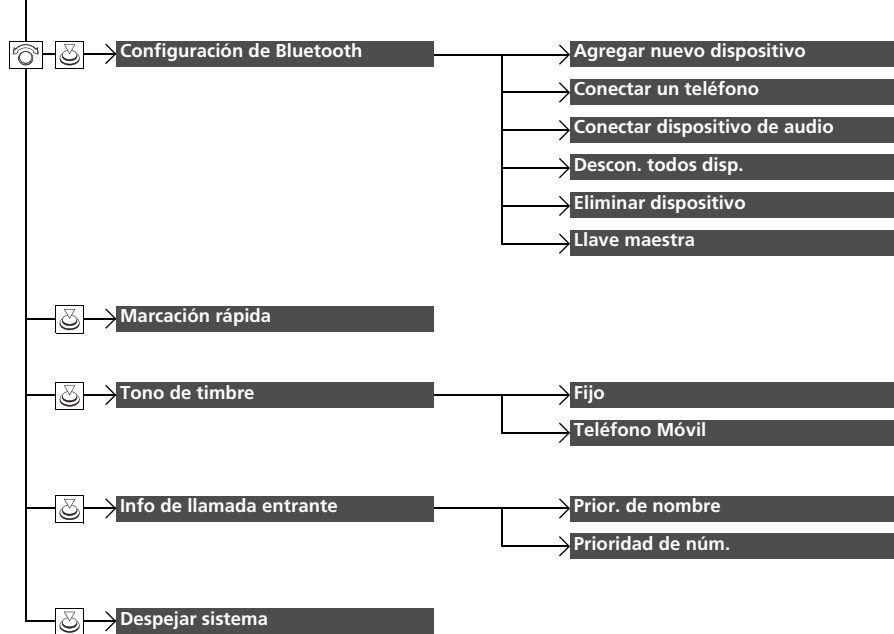 Configuración de Bluetooth
Agregar nuevo dispositivo
Conectar un teléfono
Conectar dispositivo de audio
Descon. todos disp.
Eliminar dispositivo
Llave maestra
Marcación rápida
Tono de timbre
Fijo
Teléfono Móvil
Info de llamada entrante
Prior. de nombre
Prioridad de núm.
Despejar sistema